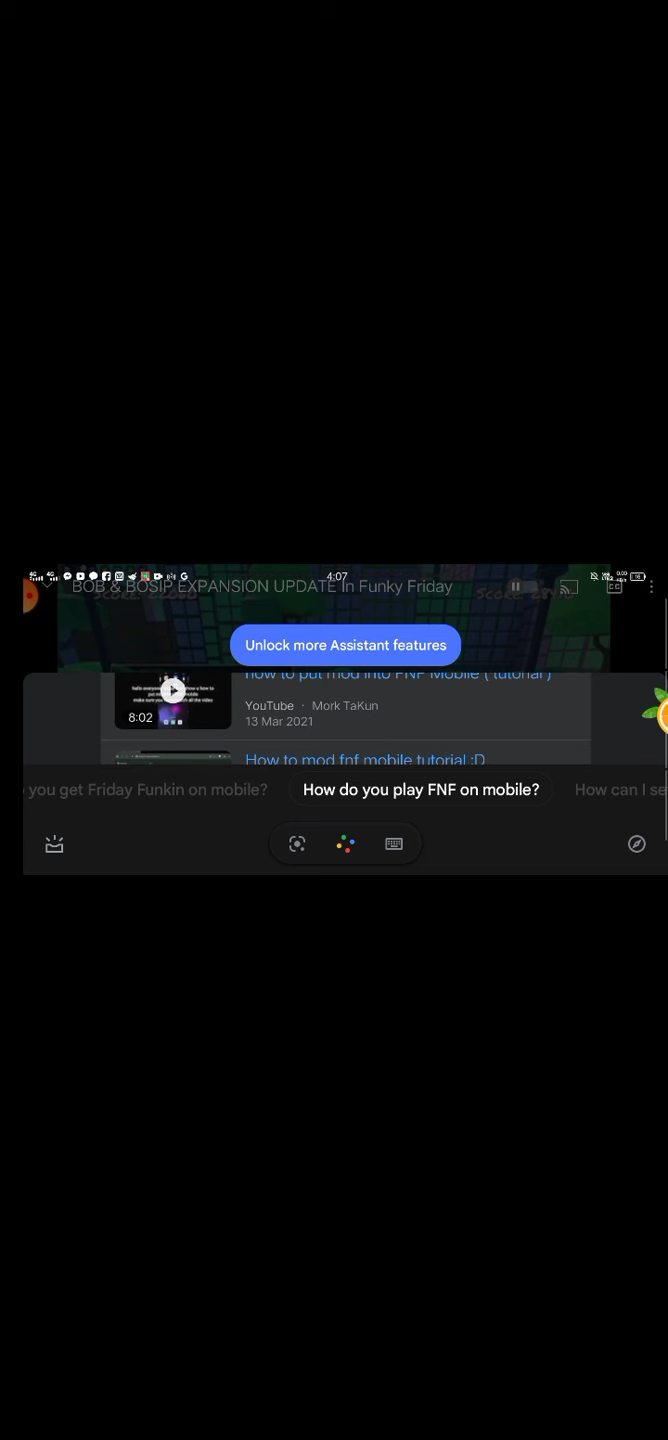 4:07
BOB & BOSIP EXPANSION UPDATE In Funky Friday
Unlock more Assistant features
how to put mod into FNF Mobile ( tutorial )
8:02
YouTube · Mork TaKun
13 Mar 2021
How to mod fnf mobile tutorial :D
you get Friday Funkin on mobile?
How do you play FNF on mobile?
How can I se